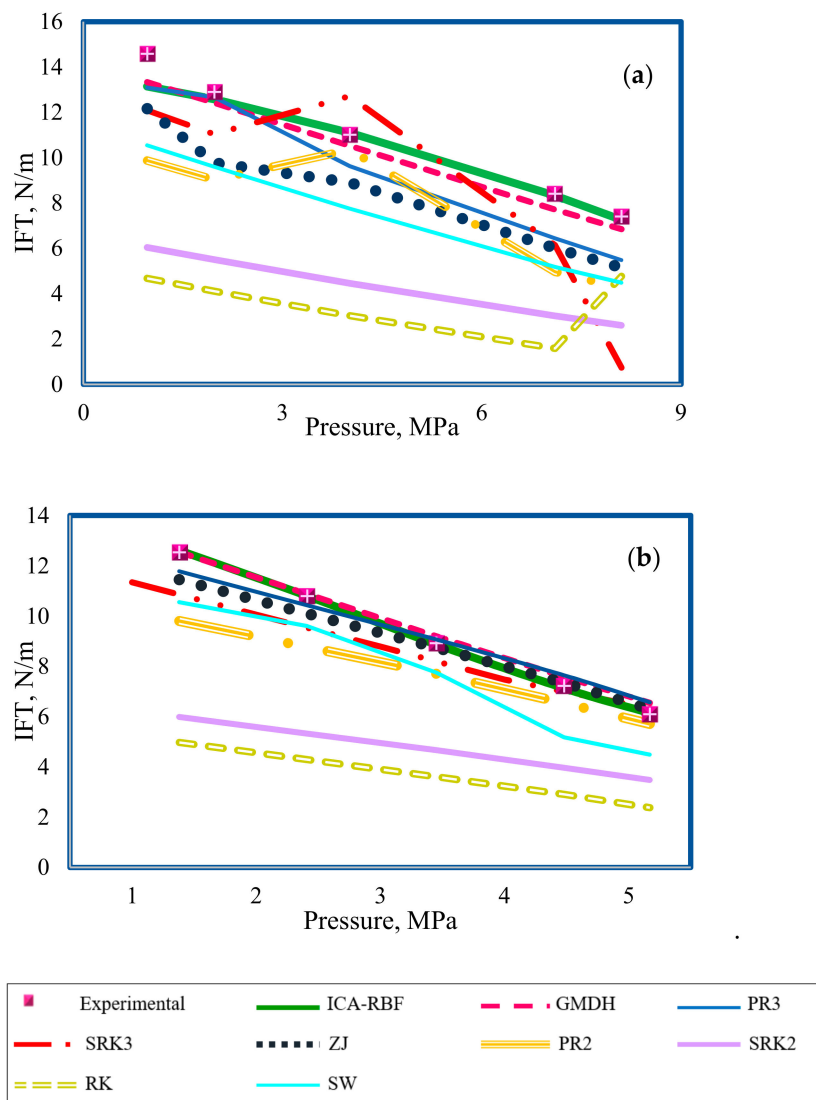 16
14
12
10
8
6
4
2
0
IFT, N/m
(a)
0 3 6 9
Pressure, MPa
14
12
10
8
6
4
2
0
IFT, N/m
(b)
1 2 3 4 5
Pressure, MPa
.
Experimental ICA-RBF GMDH PR3
SRK3 ZJ PR2 SRK2
RK SW